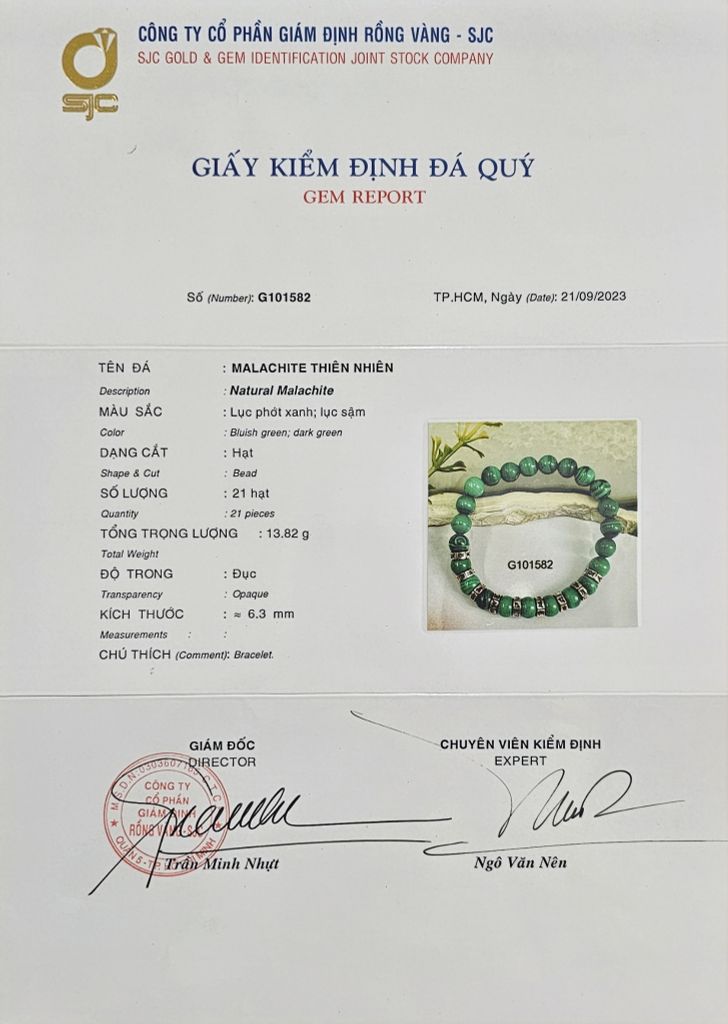 CÔNG TY CỔ PHẦN GIÁM ĐỊNH RỒNG VÀNG - SJC
SJC GOLD & GEM IDENTIFICATION JOINT STOCK COMPANY
SJC
GIẤY KIỂM ĐỊNH ĐÁ QUÝ
GEM REPORT
Số (Number): G101582 TP.HCM, Ngày (Date): 21/09/2023
TÊN ĐÁ : MALACHITE THIÊN NHIÊN
Description : Natural Malachite
MÀU SẮC : Lục phớt xanh; lục sậm
Color : Bluish green; dark green
DẠNG CẮT : Hạt
Shape & Cut : Bead
SỐ LƯỢNG : 21 hạt
Quantity : 21 pieces
TỔNG TRỌNG LƯỢNG : 13.82 g
Total Weight
ĐỘ TRONG : Đục
Transparency : Opaque
KÍCH THƯỚC : ≈ 6.3 mm
Measurements : :
CHÚ THÍCH (Comment): Bracelet.
:
G101582
GIÁM ĐỐC CHUYÊN VIÊN KIỂM ĐỊNH
DIRECTOR EXPERT
CÔNG TY
CỔ PHẦN
GIÁM ĐỊNH
RỒNG VÀNG-SJC
Trần Minh Nhựt Ngô Văn Nên